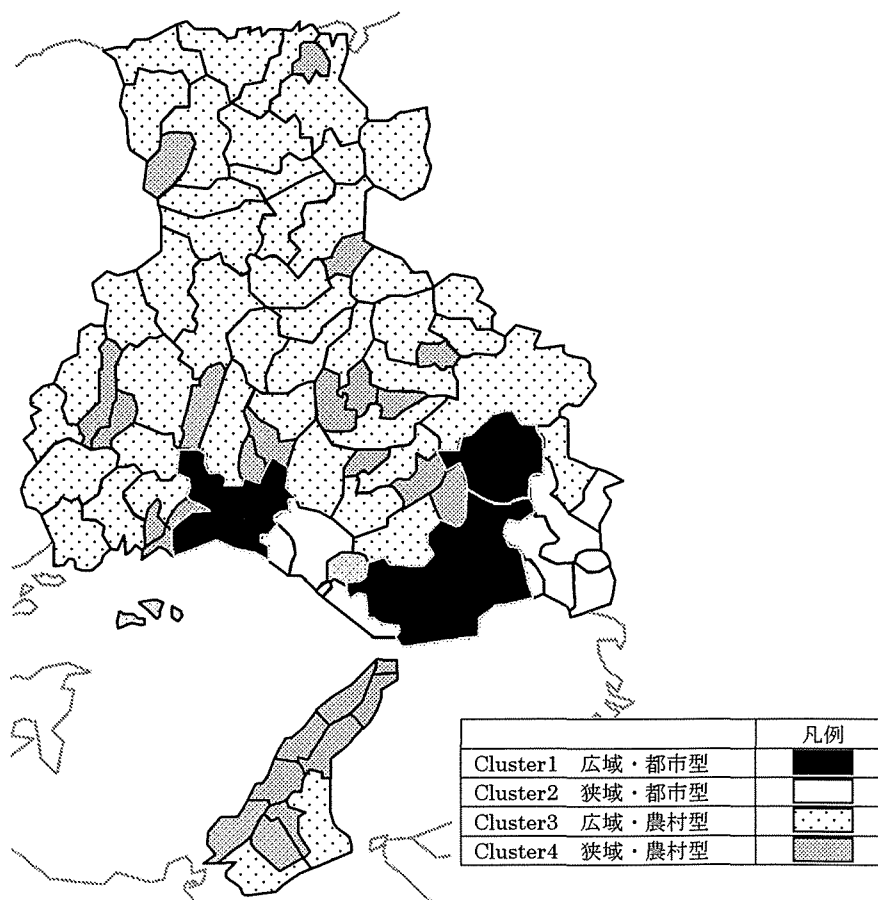 凡例
Cluster1 広域・都市型
Cluster2 狭域・都市型
Cluster3 広域・農村型
Cluster4 狭域・農村型